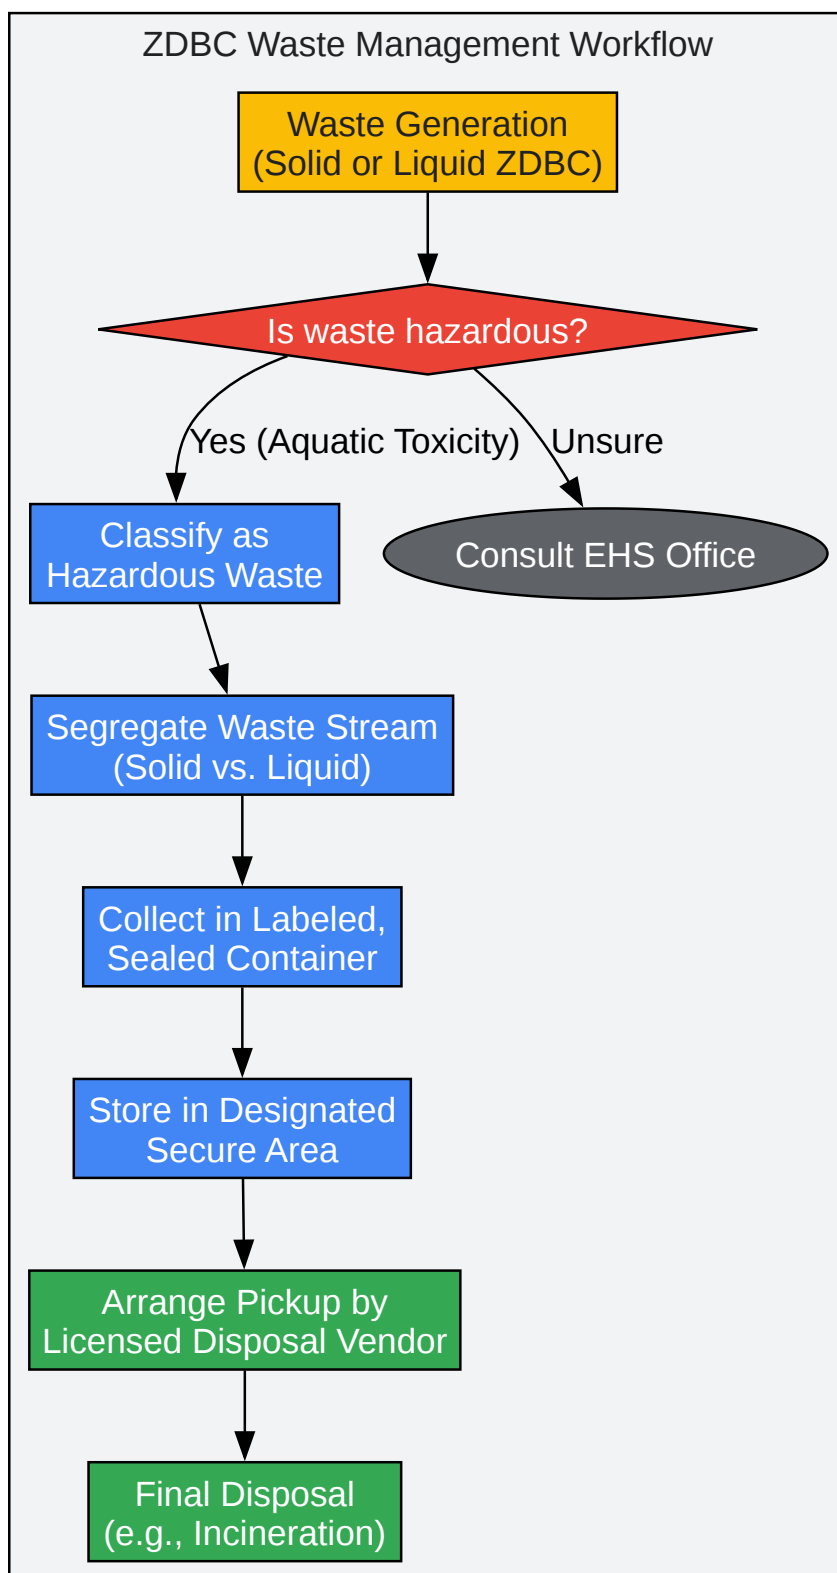 ZDBC Waste Management Workflow
Waste Generation
(Solid or Liquid ZDBC)
Is waste hazardous?
Yes (Aquatic Toxicity)
Unsure
Classify as
Hazardous Waste
Consult EHS Office
Segregate Waste Stream
(Solid vs. Liquid)
Collect in Labeled,
Sealed Container
Store in Designated
Secure Area
Arrange Pickup by
Licensed Disposal Vendor
Final Disposal
(e.g., Incineration)